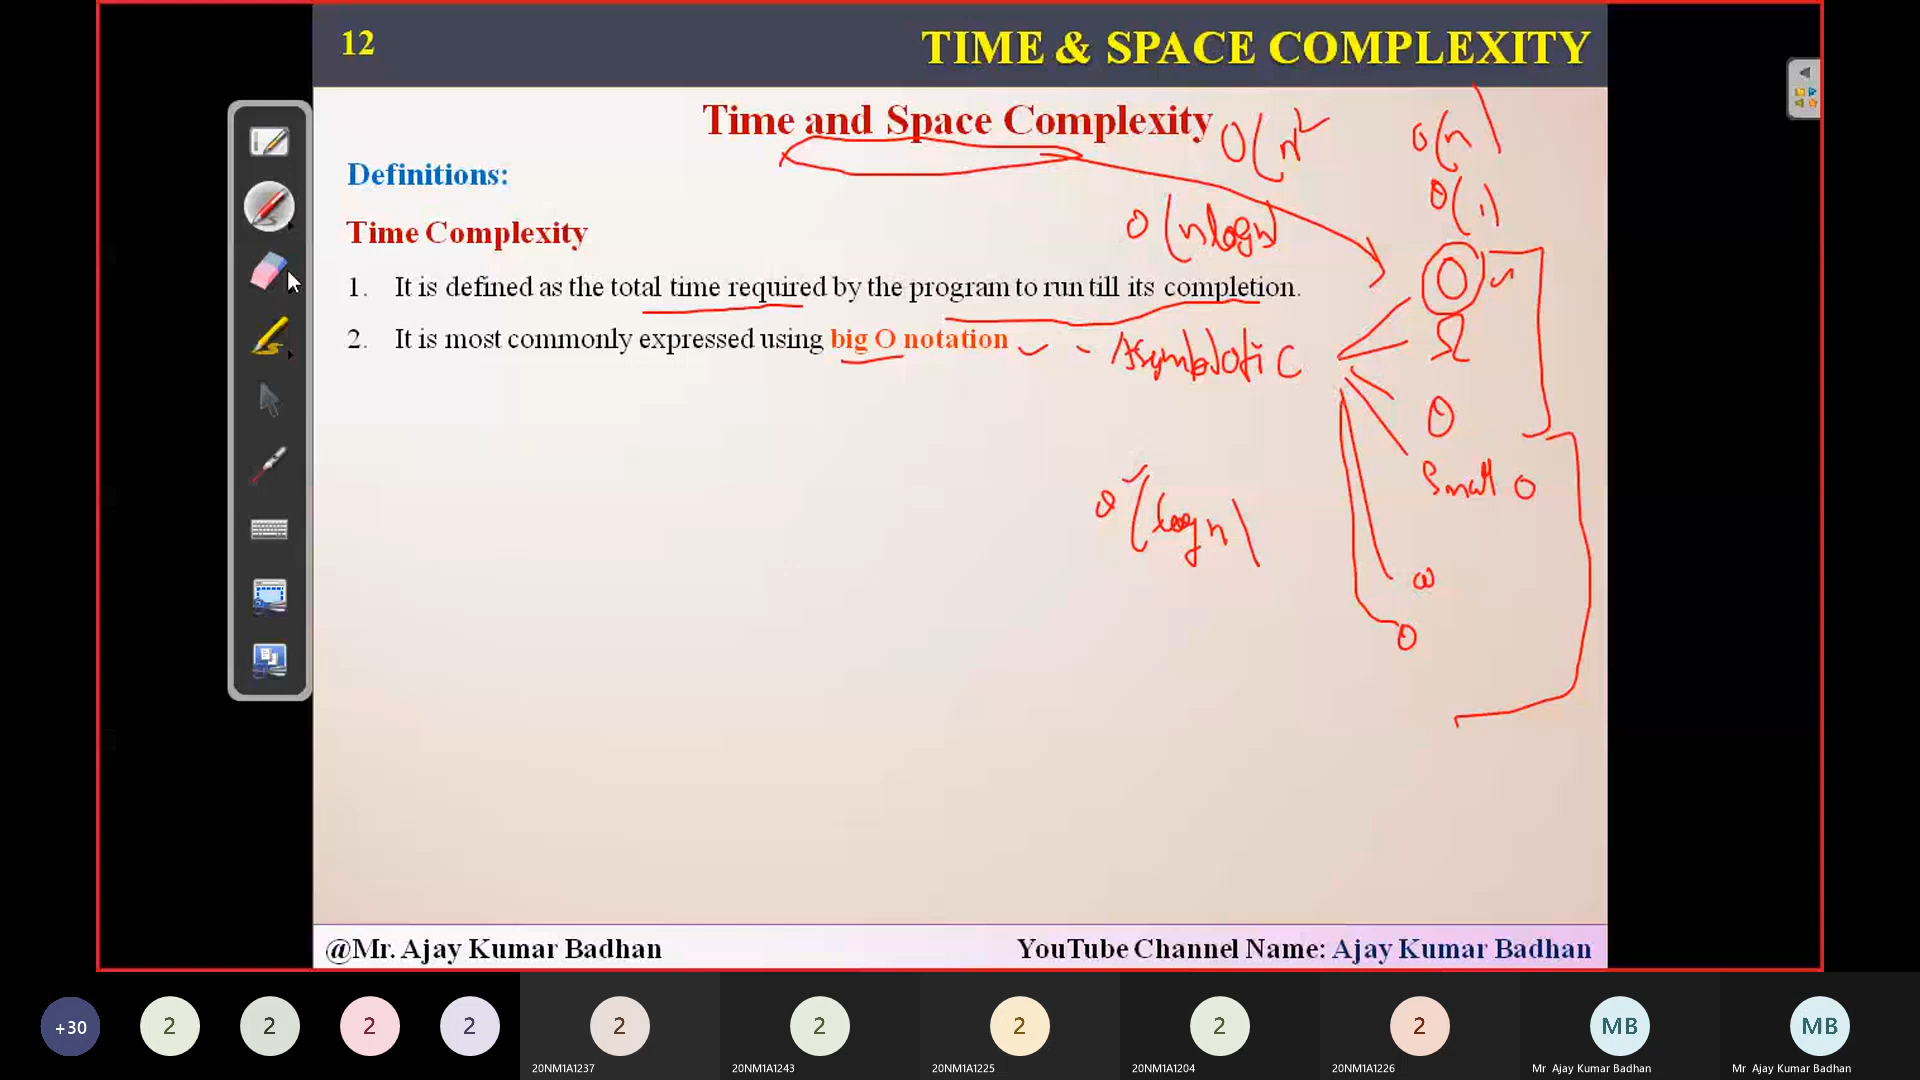 12
TIME & SPACE COMPLEXITY
Time and Space Complexity
O(n²
O(n)
Definitions:
θ(1)
Time Complexity
O(nlogn)
1. It is defined as the total time required by the program to run till its completion.
O
2. It is most commonly expressed using big O notation
Ω
θ
Small o
(logn)
ω
θ
@Mr. Ajay Kumar Badhan
YouTube Channel Name: Ajay Kumar Badhan
+30
2
2
2
2
2
2
2
2
2
MB
MB
20NM1A1237
20NM1A1243
20NM1A1225
20NM1A1204
20NM1A1226
Mr Ajay Kumar Badhan
Mr Ajay Kumar Badhan